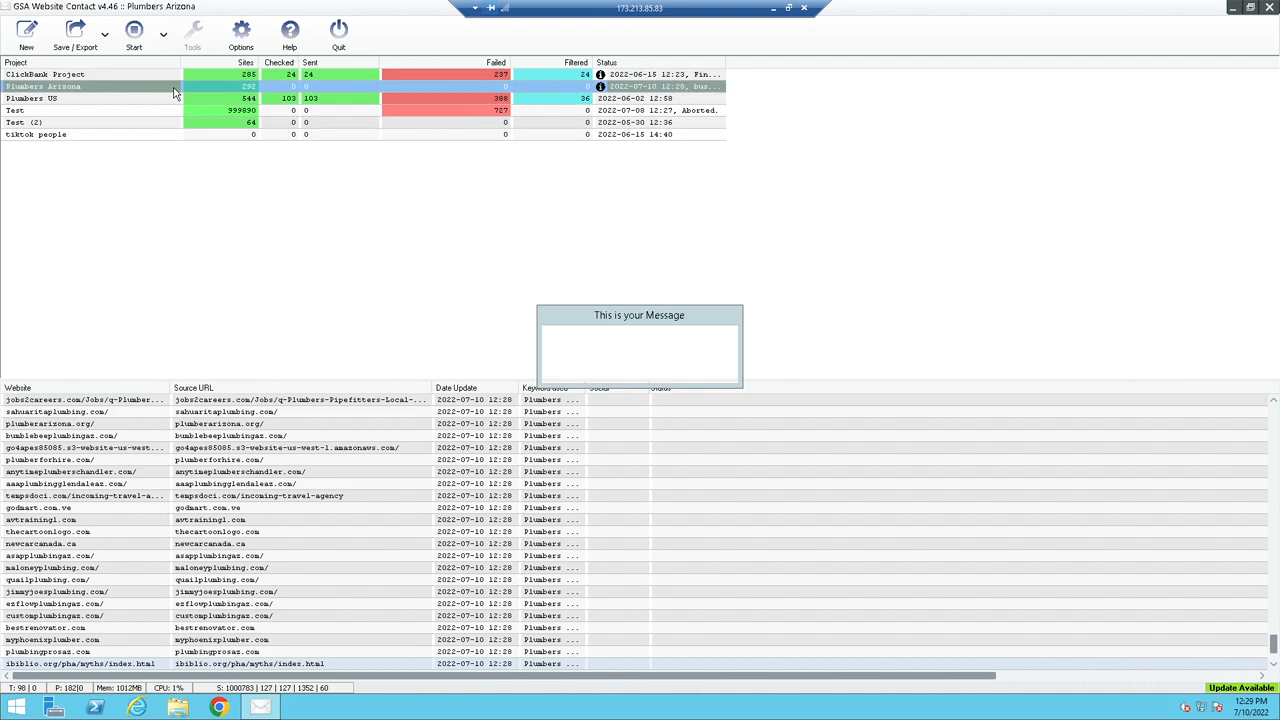 GSA Website Contact v4.46 :: Plumbers Arizona
173.213.85.83
New
Save / Export
Start
Tools
Options
Help
Quit
Project Sites Checked Sent Failed Filtered Status
ClickBank Project 285 24 24 237 24 2022-06-15 12:23, Fin...
Plumbers Arizona 292 0 0 0 0 2022-07-10 12:28, bus...
Plumbers US 544 103 103 388 36 2022-06-02 12:58
Test 999890 0 0 727 0 2022-07-08 12:27, Aborted.
Test (2) 64 0 0 0 0 2022-05-30 12:36
tiktok people 0 0 0 0 0 2022-06-15 14:40
This is your Message
Website Source URL Date Update Keyword used Social Status
jobs2careers.com/Jobs/q-Plumber... jobs2careers.com/Jobs/q-Plumbers-Pipefitters-Local-... 2022-07-10 12:28 Plumbers ...
sahuaritaplumbing.com/ sahuaritaplumbing.com/ 2022-07-10 12:28 Plumbers ...
plumberarizona.org/ plumberarizona.org/ 2022-07-10 12:28 Plumbers ...
bumblebeeplumbingaz.com/ bumblebeeplumbingaz.com/ 2022-07-10 12:28 Plumbers ...
go4apes85085.s3-website-us-west... go4apes85085.s3-website-us-west-1.amazonaws.com/ 2022-07-10 12:28 Plumbers ...
plumberforhire.com/ plumberforhire.com/ 2022-07-10 12:28 Plumbers ...
anytimeplumberschandler.com/ anytimeplumberschandler.com/ 2022-07-10 12:28 Plumbers ...
aaaplumbingglendaleaz.com/ aaaplumbingglendaleaz.com/ 2022-07-10 12:28 Plumbers ...
tempsdoci.com/incoming-travel-a... tempsdoci.com/incoming-travel-agency 2022-07-10 12:28 Plumbers ...
godmart.com.ve godmart.com.ve 2022-07-10 12:28 Plumbers ...
avtraining1.com avtraining1.com 2022-07-10 12:28 Plumbers ...
thecartoonlogo.com thecartoonlogo.com 2022-07-10 12:28 Plumbers ...
newcarcanada.ca newcarcanada.ca 2022-07-10 12:28 Plumbers ...
asapplumbingaz.com/ asapplumbingaz.com/ 2022-07-10 12:28 Plumbers ...
maloneyplumbing.com/ maloneyplumbing.com/ 2022-07-10 12:28 Plumbers ...
quailplumbing.com/ quailplumbing.com/ 2022-07-10 12:28 Plumbers ...
jimmyjoesplumbing.com/ jimmyjoesplumbing.com/ 2022-07-10 12:28 Plumbers ...
ezflowplumbingaz.com/ ezflowplumbingaz.com/ 2022-07-10 12:28 Plumbers ...
customplumbingaz.com/ customplumbingaz.com/ 2022-07-10 12:28 Plumbers ...
bestrenovator.com bestrenovator.com 2022-07-10 12:28 Plumbers ...
myphoenixplumber.com myphoenixplumber.com 2022-07-10 12:28 Plumbers ...
plumbingprosaz.com plumbingprosaz.com 2022-07-10 12:28 Plumbers ...
ibiblio.org/pha/myths/index.html ibiblio.org/pha/myths/index.html 2022-07-10 12:28 Plumbers ...
T: 98 | 0 P: 182|0 Mem: 1012MB CPU: 1% S: 1000783 | 127 | 127 | 1352 | 60 Update Available
12:29 PM
7/10/2022